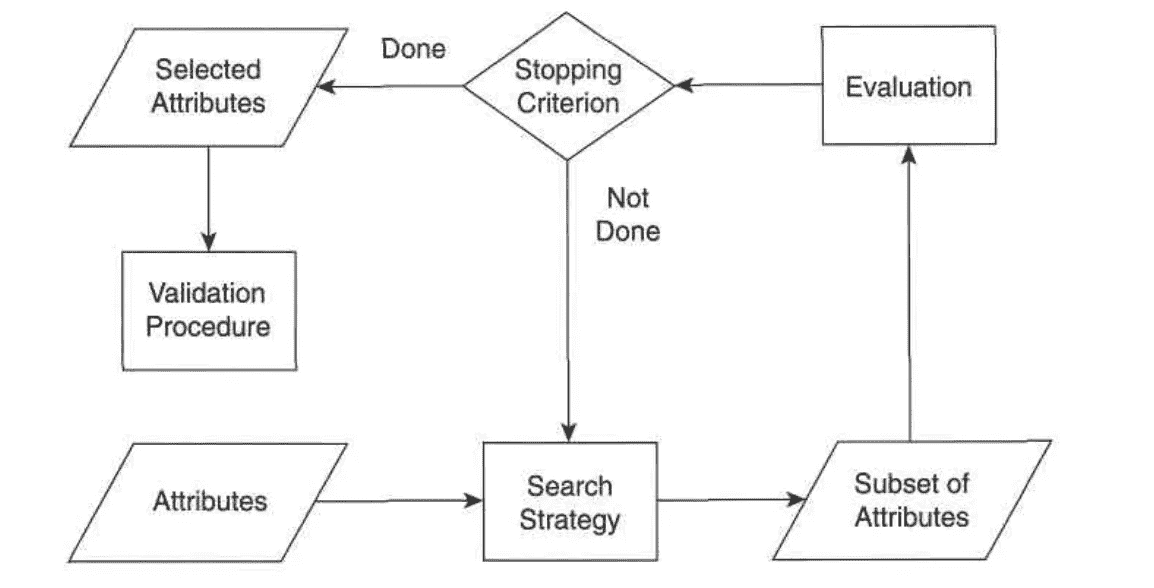 Done
Selected
Attributes
Stopping
Criterion
Evaluation
Not
Done
Validation
Procedure
Attributes
Search
Strategy
Subset of
Attributes